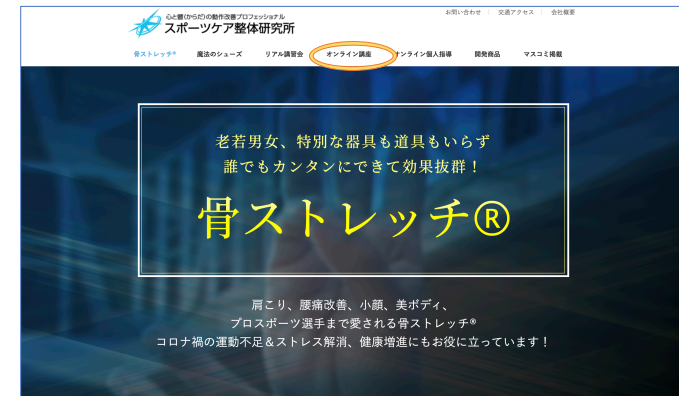 お問い合わせ | 交通アクセス | 会社概要
心と體(からだ)の動作改善プロフェッショナル
スポーツケア整体研究所
骨ストレッチ® 魔法のシューズ リアル講習会 オンライン講座 オンライン個人指導 開発商品 マスコミ掲載
老若男女、特別な器具も道具もいらず
誰でもカンタンにできて効果抜群！
骨ストレッチ®
肩こり、腰痛改善、小顔、美ボディ、
プロスポーツ選手まで愛される骨ストレッチ®
コロナ禍の運動不足＆ストレス解消、健康増進にもお役に立っています！